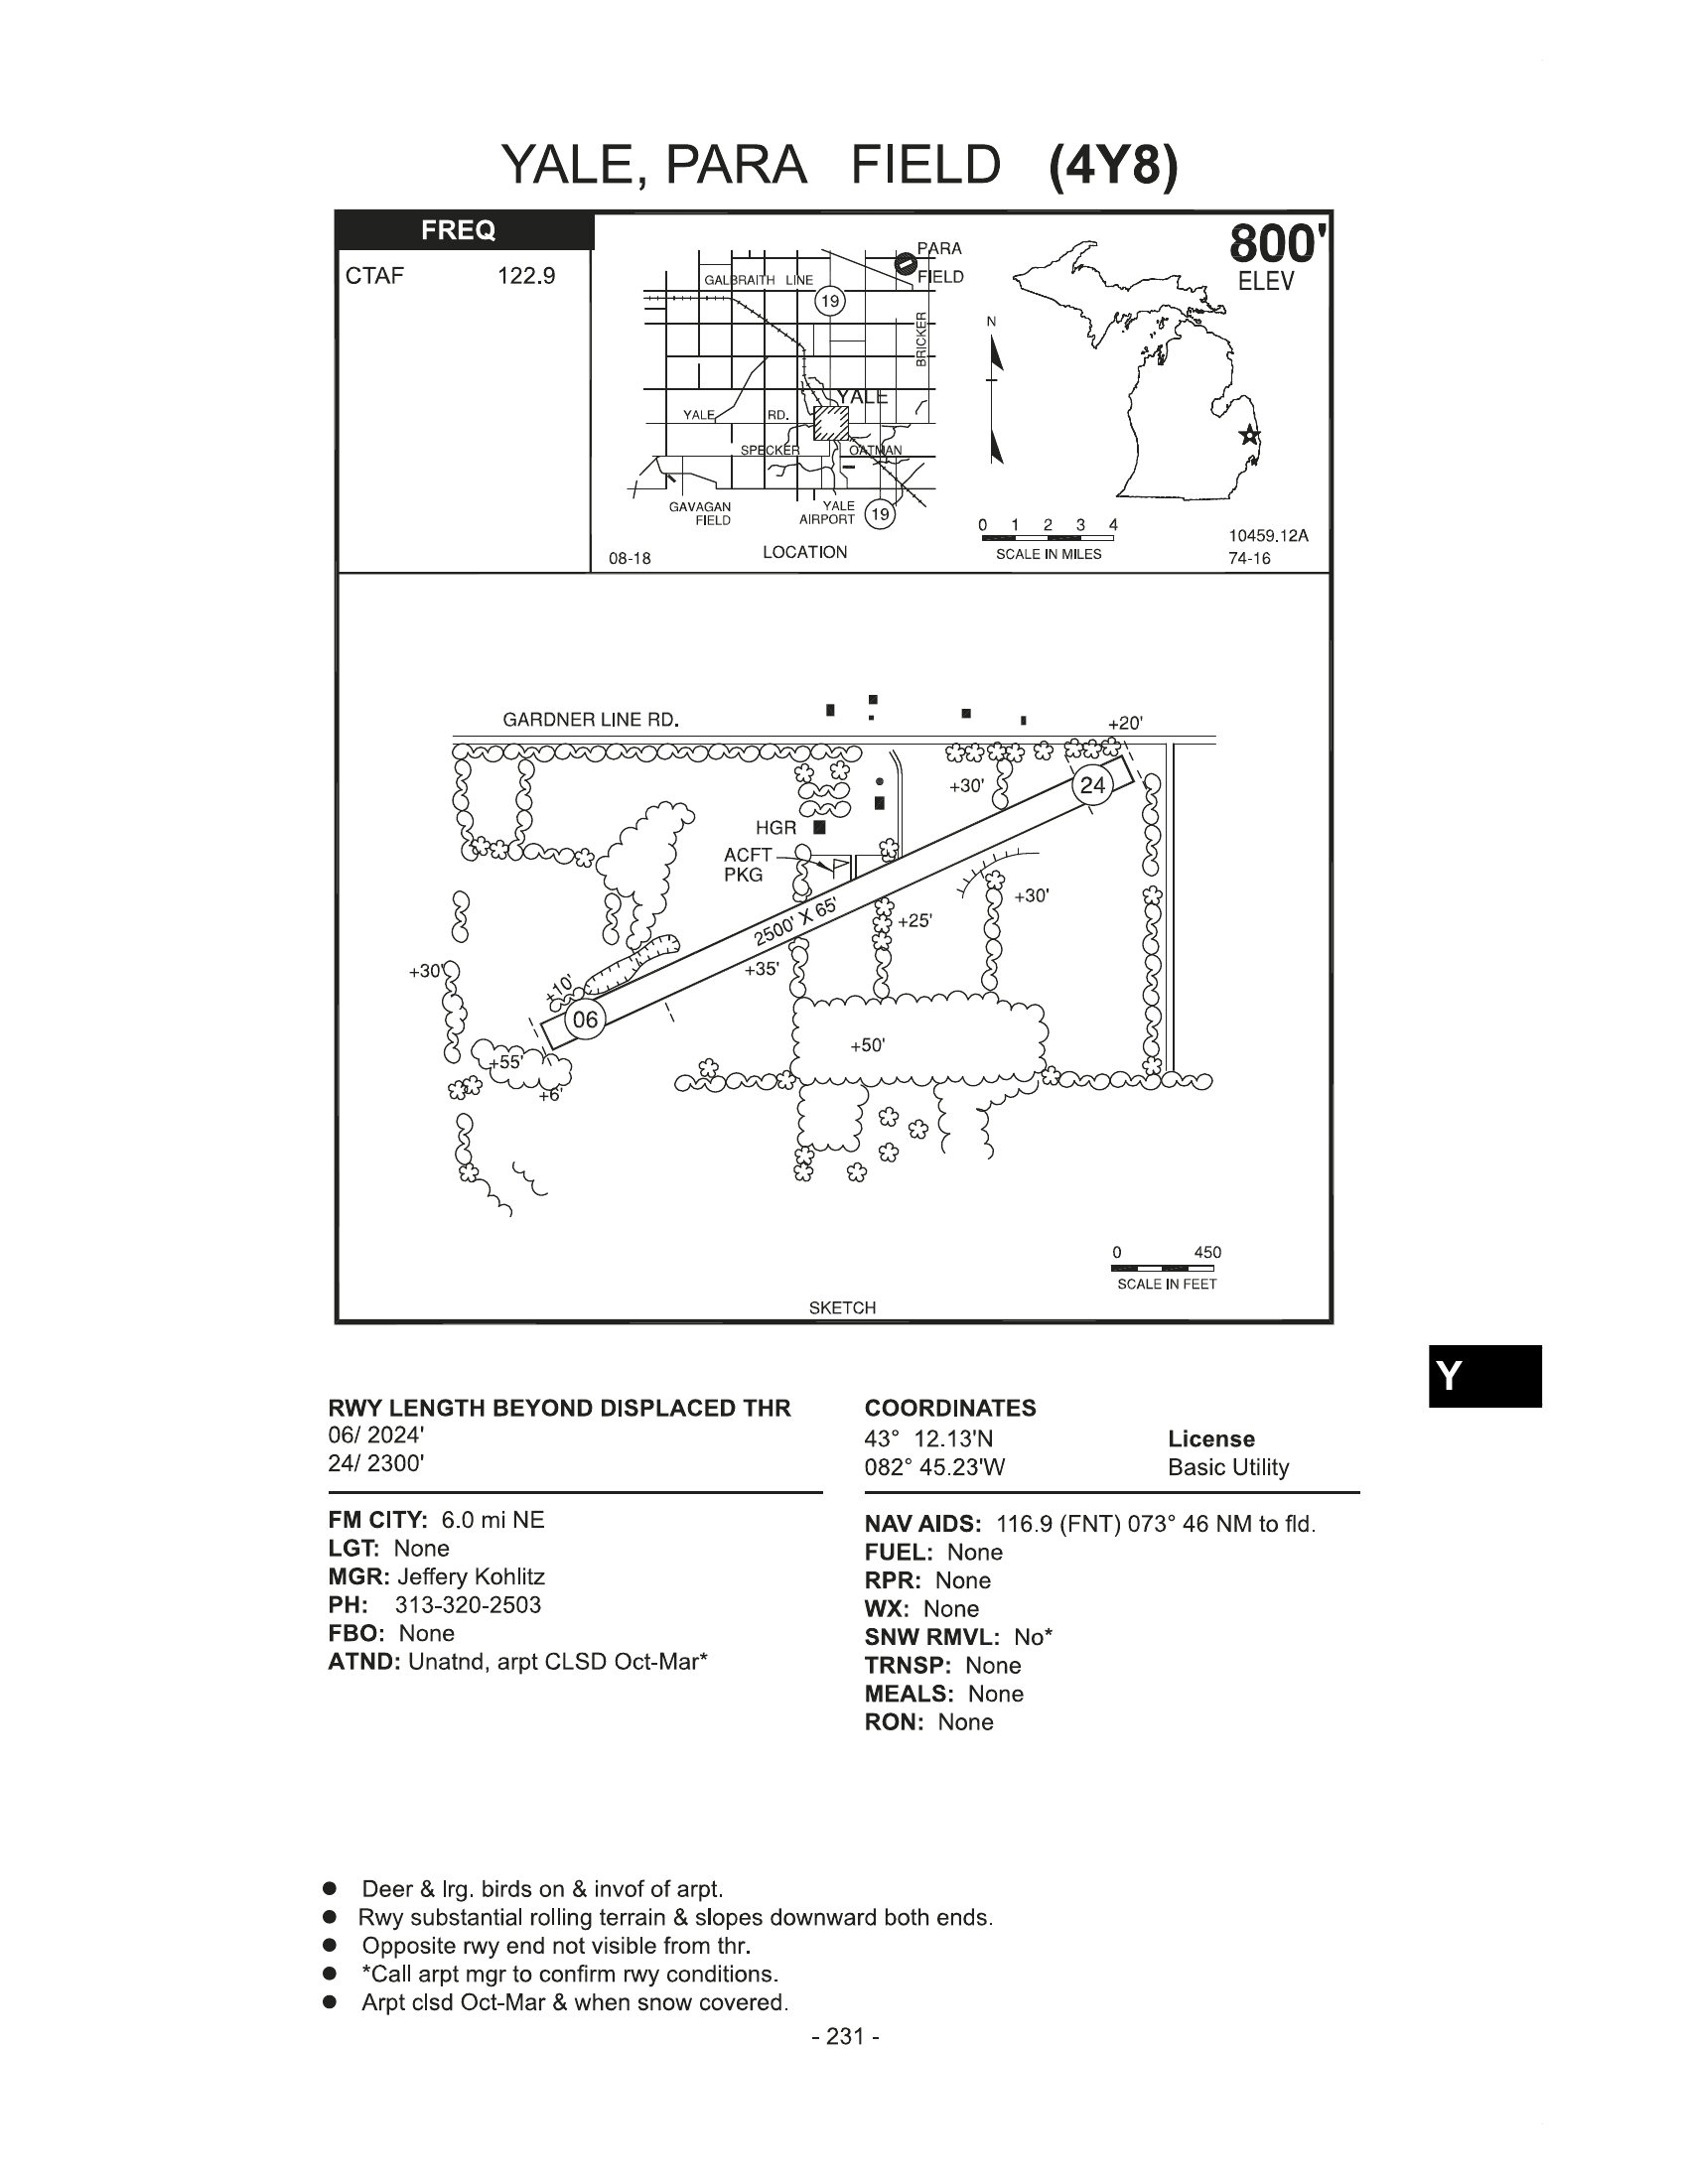 YALE, PARA FIELD (4Y8)
FREQ
CTAF 122.9
PARA
FIELD
GALBRAITH LINE
19
BRICKER
YALE
YALE RD.
SPECKER
OATMAN
GAVAGAN
FIELD
YALE
AIRPORT
19
08-18
LOCATION
N
0 1 2 3 4
SCALE IN MILES
800'
ELEV
10459.12A
74-16
GARDNER LINE RD.
+20'
+30'
24
HGR
ACFT
PKG
+30'
+25'
2500' X 65'
+35'
+30'
+10'
06
+50'
+55'
+6'
0 450
SCALE IN FEET
SKETCH
Y
RWY LENGTH BEYOND DISPLACED THR
06/ 2024'
24/ 2300'
COORDINATES
43° 12.13'N
082° 45.23'W
License
Basic Utility
FM CITY: 6.0 mi NE
LGT: None
MGR: Jeffery Kohlitz
PH: 313-320-2503
FBO: None
ATND: Unatnd, arpt CLSD Oct-Mar*
NAV AIDS: 116.9 (FNT) 073° 46 NM to fld.
FUEL: None
RPR: None
WX: None
SNW RMVL: No*
TRNSP: None
MEALS: None
RON: None
● Deer & lrg. birds on & invof of arpt.
● Rwy substantial rolling terrain & slopes downward both ends.
● Opposite rwy end not visible from thr.
● *Call arpt mgr to confirm rwy conditions.
● Arpt clsd Oct-Mar & when snow covered.
- 231 -